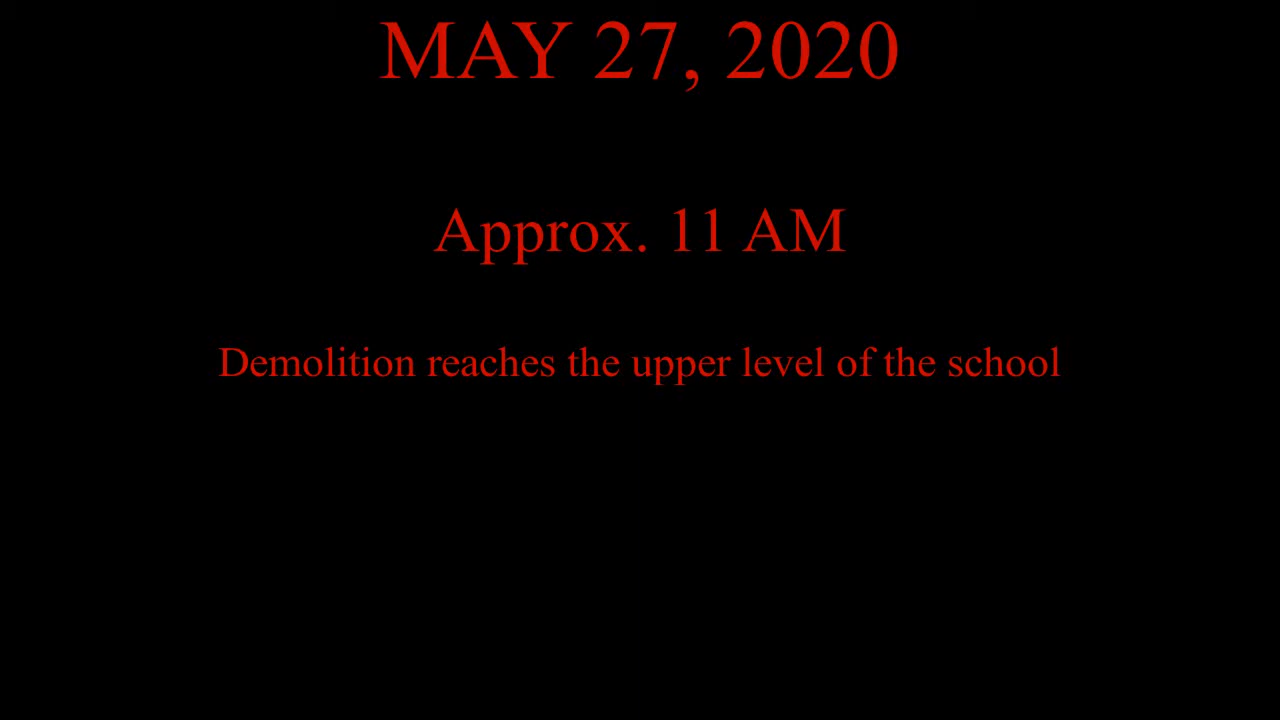 MAY 27, 2020
Approx. 11 AM
Demolition reaches the upper level of the school